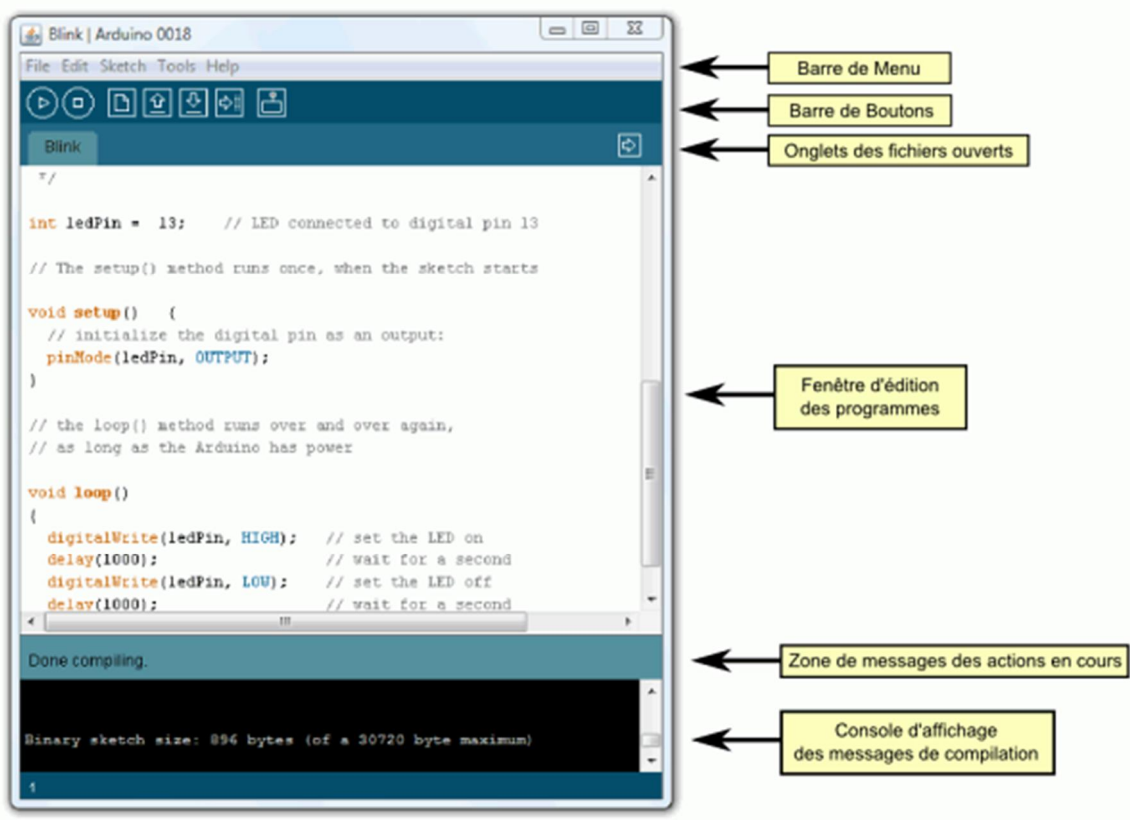 Blink | Arduino 0018
File Edit Sketch Tools Help
Barre de Menu
Barre de Boutons
Blink
Onglets des fichiers ouverts
*/
int ledPin = 13; // LED connected to digital pin 13
// The setup() method runs once, when the sketch starts
void setup() {
// initialize the digital pin as an output:
pinMode(ledPin, OUTPUT);
}
Fenêtre d'édition
des programmes
// the loop() method runs over and over again,
// as long as the Arduino has power
void loop()
{
digitalWrite(ledPin, HIGH); // set the LED on
delay(1000); // wait for a second
digitalWrite(ledPin, LOW); // set the LED off
delay(1000); // wait for a second
Done compiling.
Zone de messages des actions en cours
Binary sketch size: 896 bytes (of a 30720 byte maximum)
Console d'affichage
des messages de compilation
1